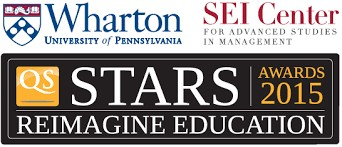 Wharton
UNIVERSITY of PENNSYLVANIA
SEI Center
FOR ADVANCED STUDIES
IN MANAGEMENT
QS
STARS
AWARDS
2015
REIMAGINE EDUCATION